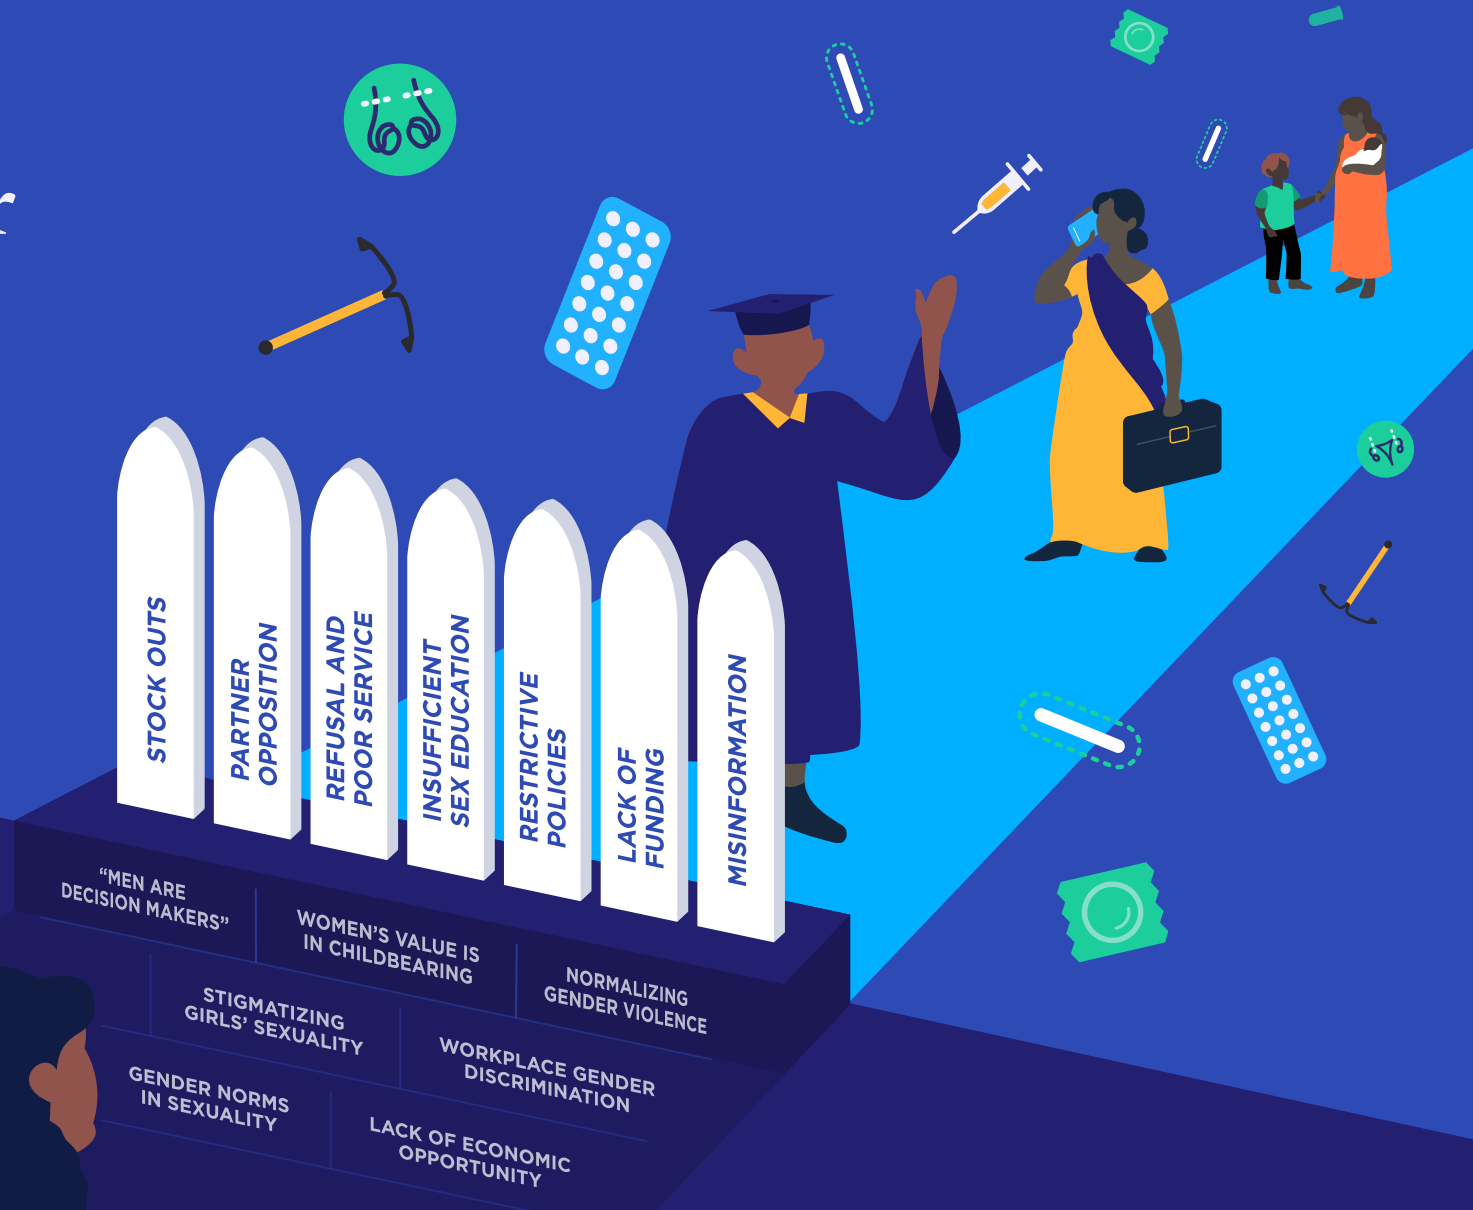 STOCK OUTS
PARTNER
OPPOSITION
REFUSAL AND
POOR SERVICE
INSUFFICIENT
SEX EDUCATION
RESTRICTIVE
POLICIES
LACK OF
FUNDING
MISINFORMATION
“MEN ARE
DECISION MAKERS”
WOMEN’S VALUE IS
IN CHILDBEARING
NORMALIZING
GENDER VIOLENCE
STIGMATIZING
GIRLS’ SEXUALITY
WORKPLACE GENDER
DISCRIMINATION
GENDER NORMS
IN SEXUALITY
LACK OF ECONOMIC
OPPORTUNITY